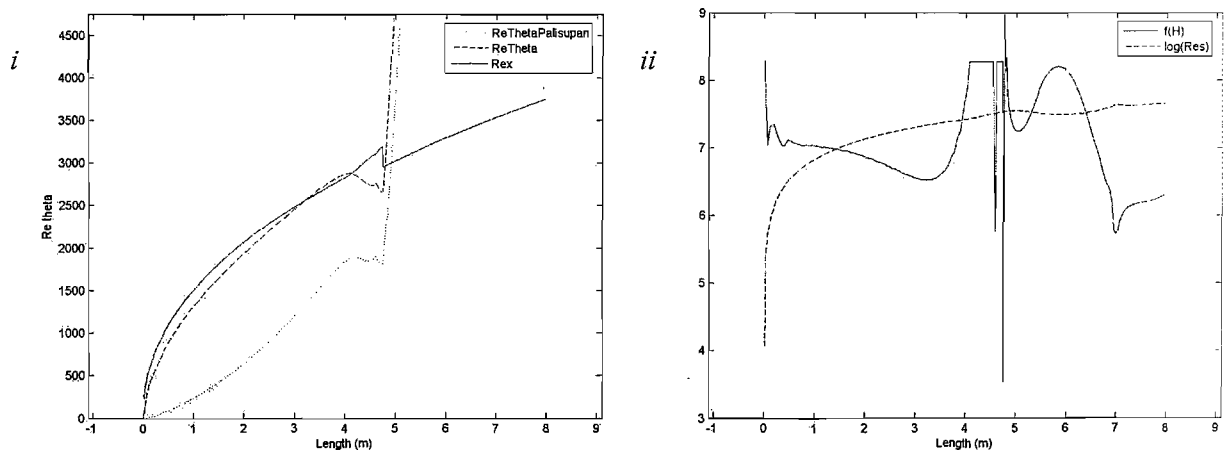 i
4500
4000
3500
3000
2500
2000
1500
1000
500
0
Re theta
-1 0 1 2 3 4 5 6 7 8 9
Length (m)
ReThetaPalisupan
ReTheta
Rex
ii
9
8
7
6
5
4
3
-1 0 1 2 3 4 5 6 7 8 9
Length (m)
f(H)
log(Res)